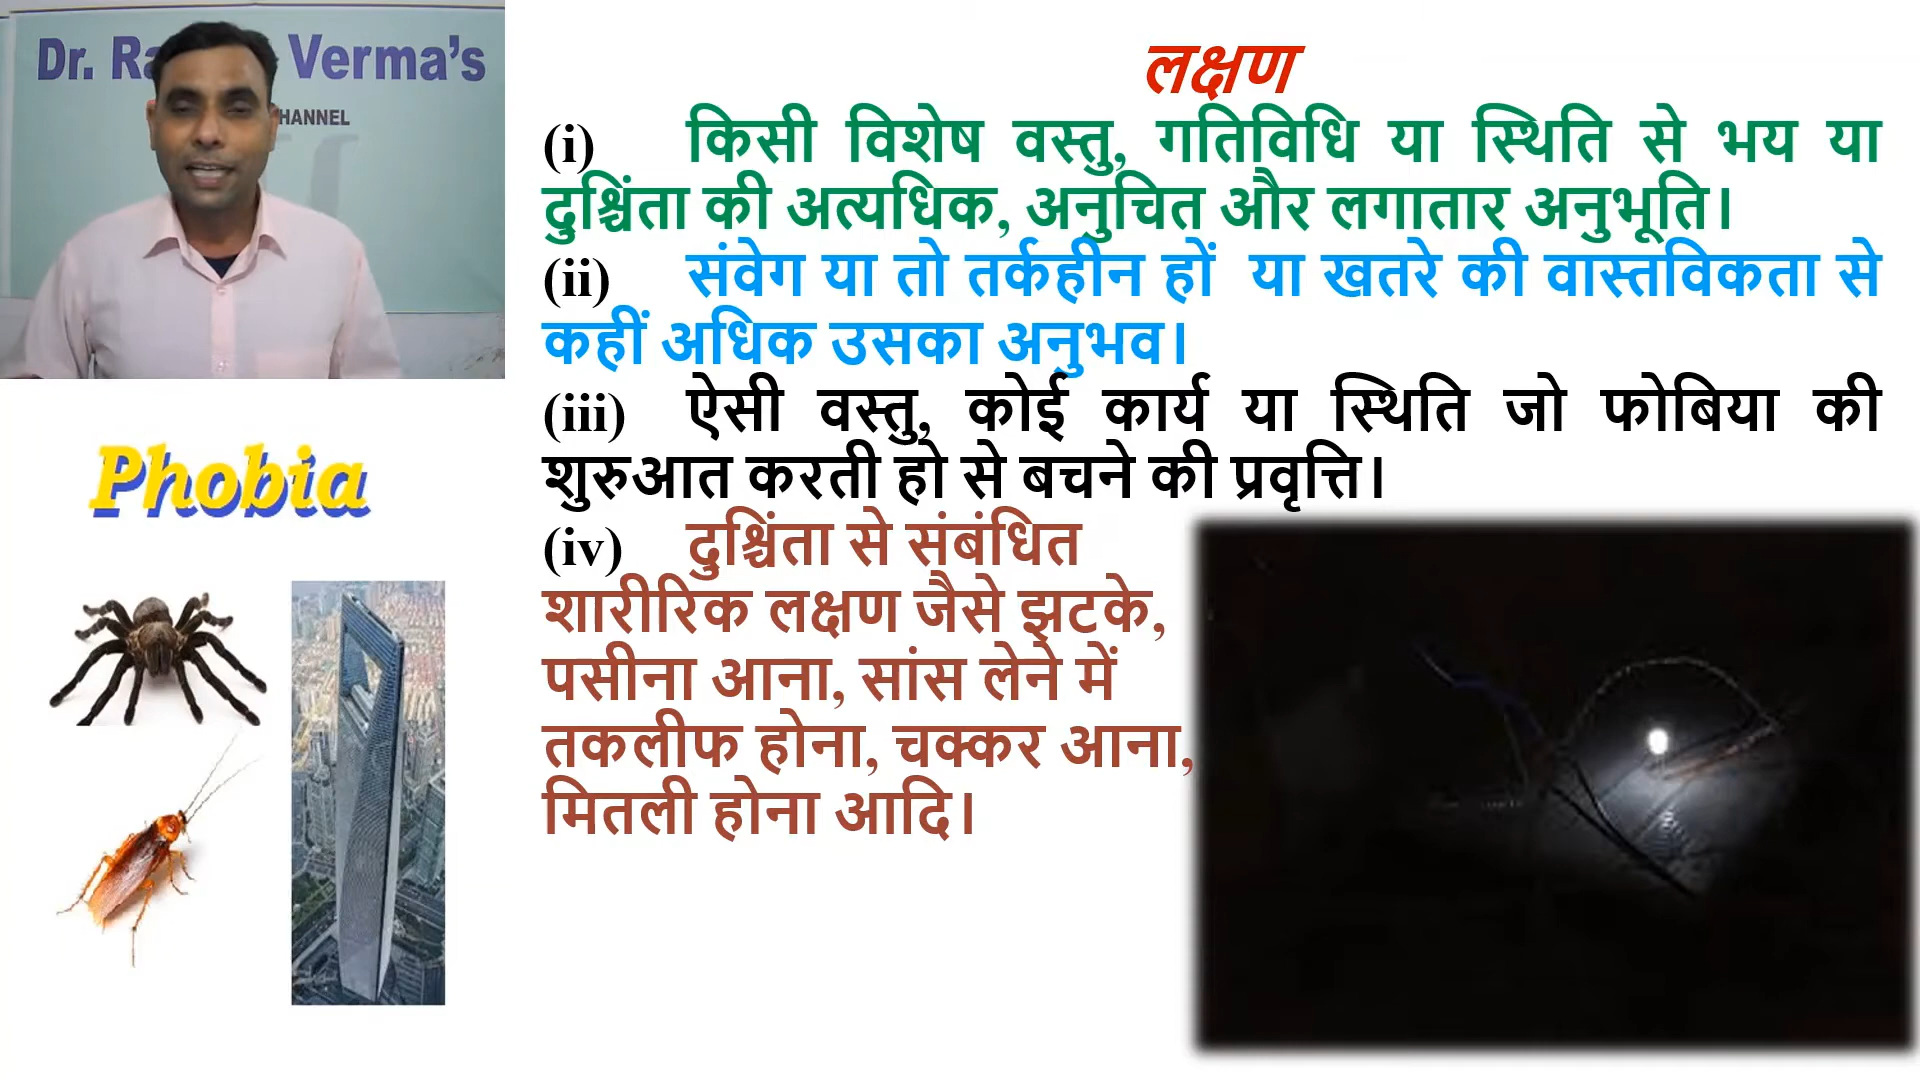 Dr. Ra Verma's
HANNEL
लक्षण
(i) किसी विशेष वस्तु, गतिविधि या स्थिति से भय या
दुश्चिंता की अत्यधिक, अनुचित और लगातार अनुभूति।
(ii) संवेग या तो तर्कहीन हों या खतरे की वास्तविकता से
कहीं अधिक उसका अनुभव।
(iii) ऐसी वस्तु, कोई कार्य या स्थिति जो फोबिया की
शुरुआत करती हो से बचने की प्रवृत्ति।
(iv) दुश्चिंता से संबंधित
शारीरिक लक्षण जैसे झटके,
पसीना आना, सांस लेने में
तकलीफ होना, चक्कर आना,
मितली होना आदि।
Phobia